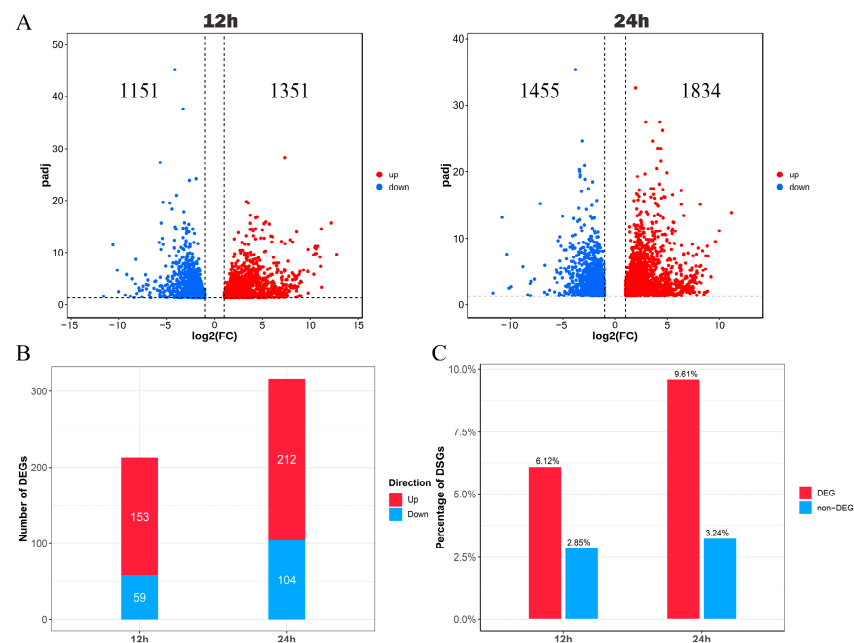 A
12h
24h
50
40
30
20
10
0
padj
1151
1351
−15
−10
−5
0
5
10
15
log2(FC)
up
down
40
30
20
10
0
padj
1455
1834
−10
−5
0
5
10
log2(FC)
up
down
B
300
200
100
0
Number of DEGs
153
59
212
104
12h
24h
Direction
Up
Down
C
10.0%
7.5%
5.0%
2.5%
0.0%
Percentage of DSGs
6.12%
2.85%
9.61%
3.24%
12h
24h
DEG
non−DEG